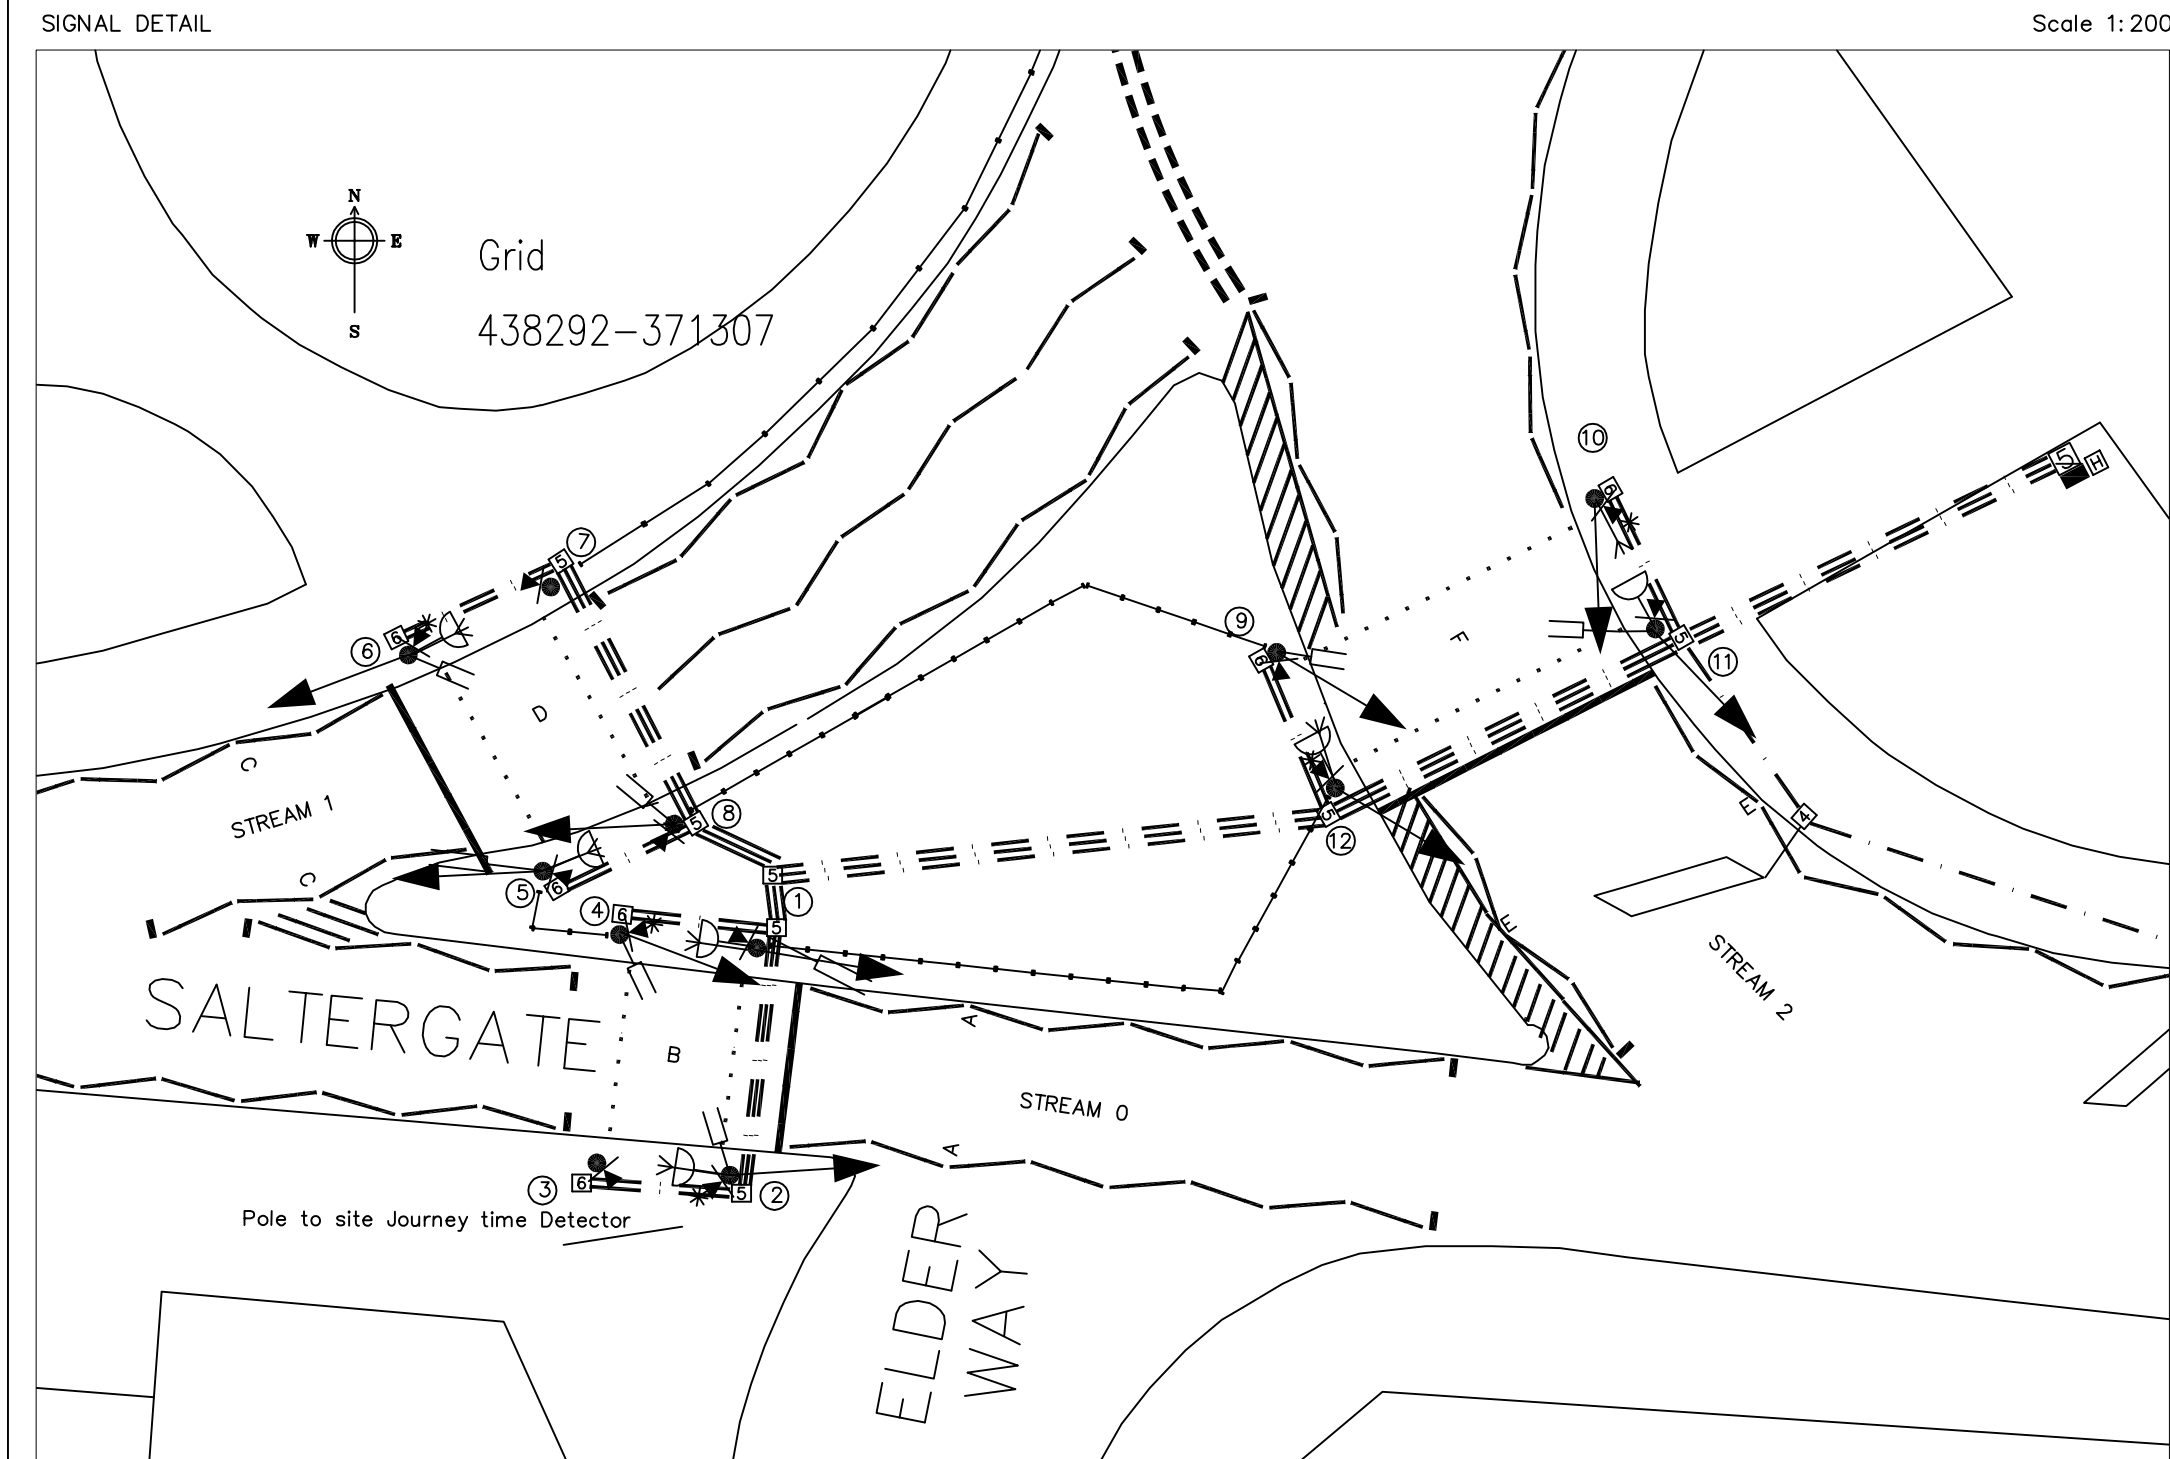 SIGNAL DETAIL
Scale 1:200
N
W E
S
Grid
438292-371307
10
5 H
6
7
5
9
6
6
6
F
5
11
D
C
STREAM 1
8
5
5
12
4
E
C
5
6
5
1
4
6
5
E
STREAM 2
SALTERGATE
B
A
STREAM 0
A
3
6
5
2
Pole to site Journey time Detector
ELDER
WAY